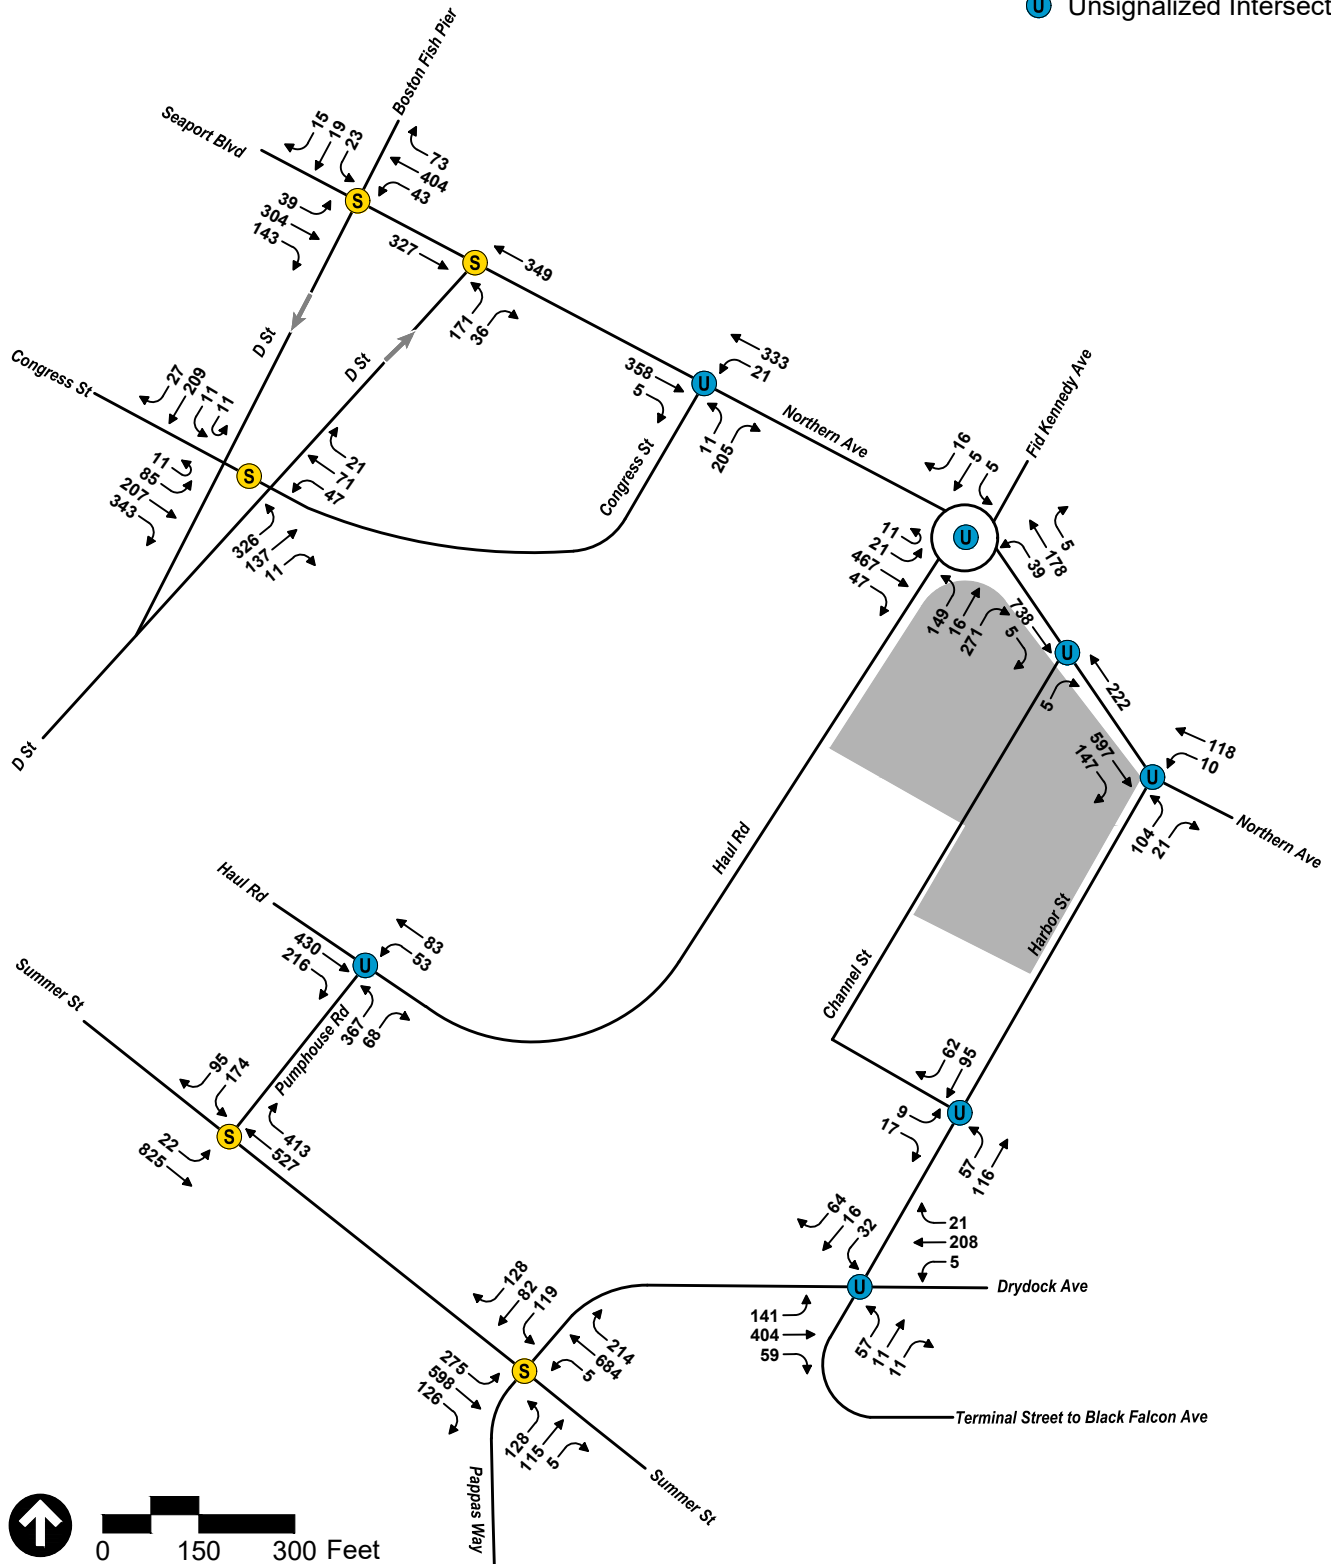 U Unsignalized Intersect
Boston Fish Pier
Seaport Blvd
15
19
23
73
404
43
39
304
143
S
327
S
349
171
36
D St
D St
Congress St
27
209
11
11
11
85
207
343
S
21
71
47
326
137
11
358
5
U
333
21
11
205
Congress St
Northern Ave
Fid Kennedy Ave
16
5
5
U
11
21
467
47
5
178
39
149
16
271
738
5
U
222
5
597
147
U
118
10
104
21
Northern Ave
D St
Haul Rd
Haul Rd
Harbor St
Channel St
430
216
U
83
53
367
68
Pumphouse Rd
Summer St
95
174
S
413
527
22
825
62
95
9
17
U
57
116
64
16
32
21
208
5
U
Drydock Ave
141
404
59
57
11
11
Terminal Street to Black Falcon Ave
128
82
119
214
684
5
275
598
126
S
128
115
5
Summer St
Pappas Way
0 150 300 Feet